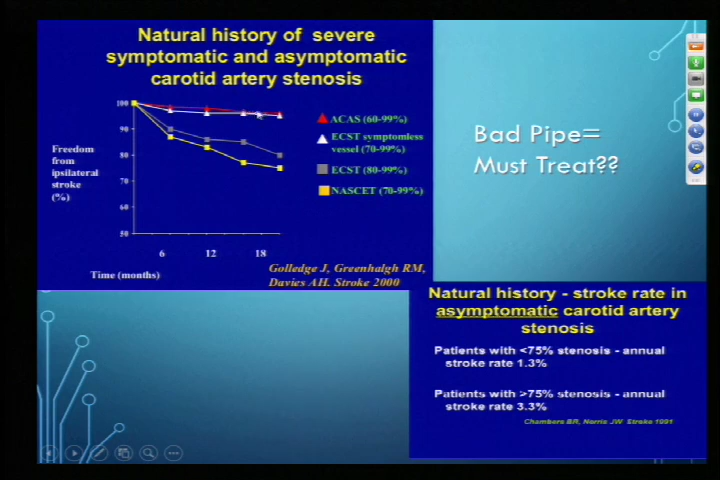 Natural history of severe
symptomatic and asymptomatic
carotid artery stenosis
100
90
80
70
60
50
Freedom
from
ipsilateral
stroke
(%)
6 12 18
Time (months)
ACAS (60-99%)
ECST symptomless
vessel (70-99%)
ECST (80-99%)
NASCET (70-99%)
Golledge J, Greenhalgh RM,
Davies AH. Stroke 2000
Bad Pipe=
Must Treat??
Natural history - stroke rate in
asymptomatic carotid artery
stenosis
Patients with <75% stenosis - annual
stroke rate 1.3%
Patients with >75% stenosis - annual
stroke rate 3.3%
Chambers BR, Norris JW Stroke 1991